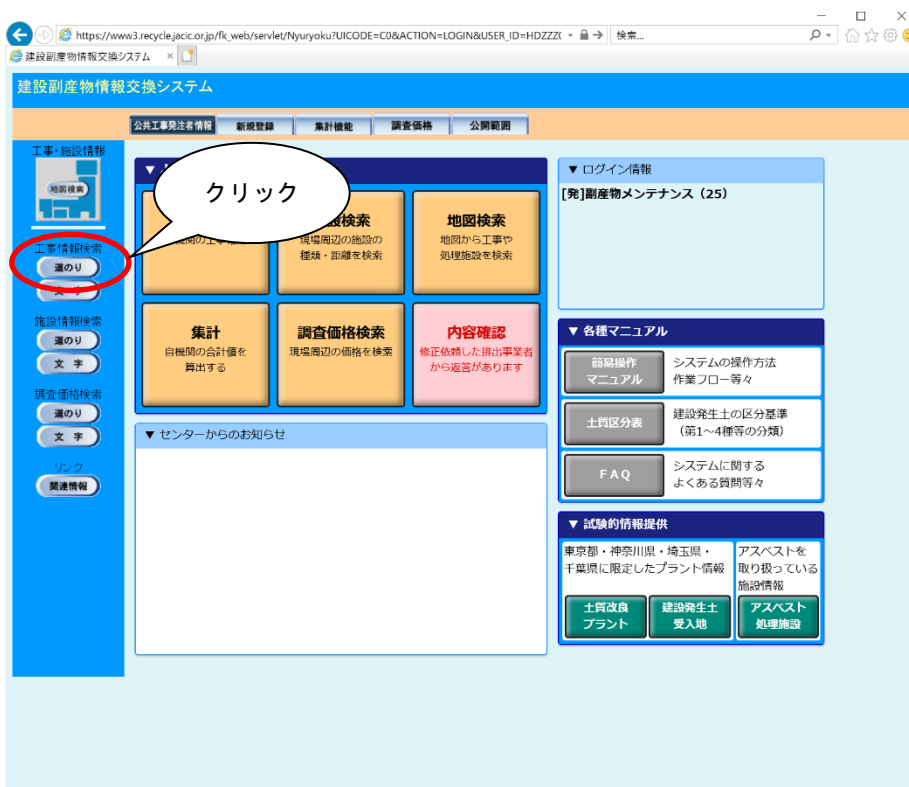 https://www3.recycle.jacic.or.jp/fk_web/servlet/Nyuryoku?UICODE=C0&ACTION=LOGIN&USER_ID=HDZZZ
検索...
建設副産物情報交換システム
建設副産物情報交換システム
公共工事発注者情報
新規登録
集計機能
調査価格
公開範囲
工事・施設情報
地図検索
工事情報検索
道のり
文字
施設情報検索
道のり
文字
調査価格検索
道のり
文字
リンク
関連情報
クリック
検索
現場周辺の施設の
種類・距離を検索
地図検索
地図から工事や
処理施設を検索
集計
自機関の合計値を
算出する
調査価格検索
現場周辺の価格を検索
内容確認
修正依頼した排出事業者
から返答があります
▼ センターからのお知らせ
▼ ログイン情報
[発]副産物メンテナンス（25）
▼ 各種マニュアル
簡易操作
マニュアル
システムの操作方法
作業フロー等々
土質区分表
建設発生土の区分基準
（第1～4種等の分類）
ＦＡＱ
システムに関する
よくある質問等々
▼ 試験的情報提供
東京都・神奈川県・埼玉県・
千葉県に限定したプラント情報
土質改良
プラント
建設発生土
受入地
アスベストを
取り扱っている
施設情報
アスベスト
処理施設